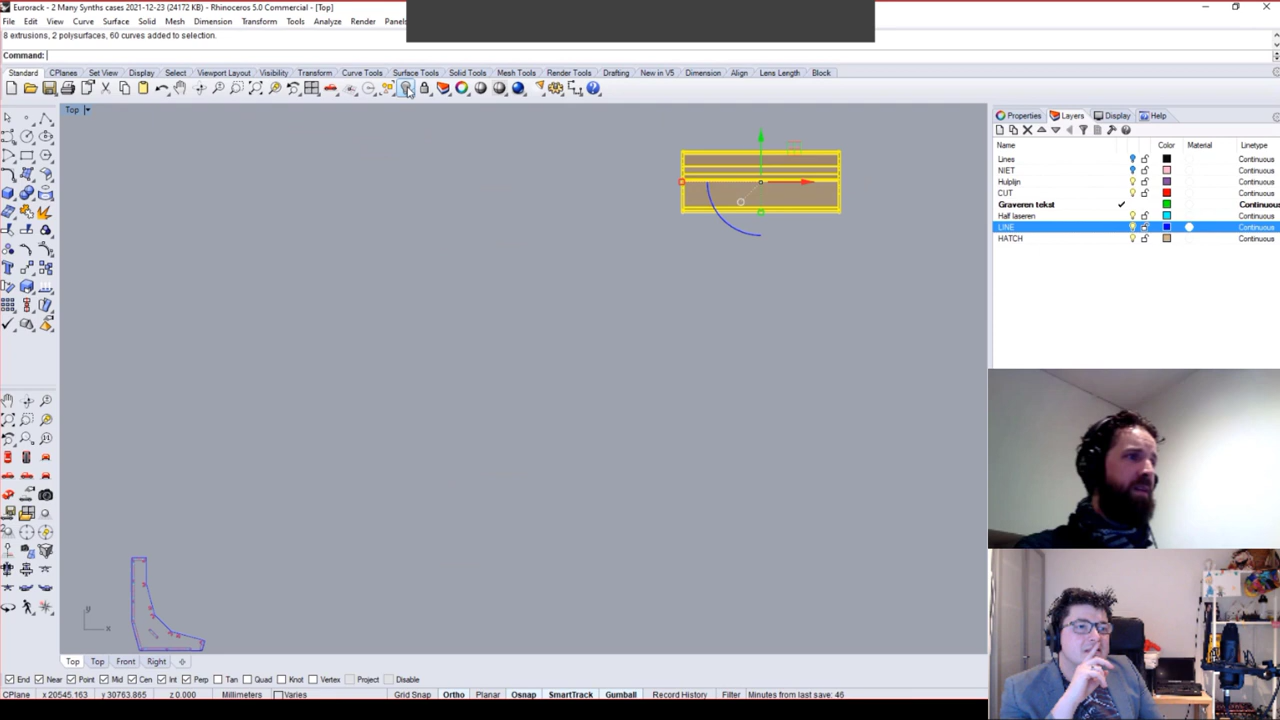 Eurorack - 2 Many Synths cases 2021-12-23 (24172 KB) - Rhinoceros 5.0 Commercial - [Top]
File Edit View Curve Surface Solid Mesh Dimension Transform Tools Analyze Render Panels
8 extrusions, 2 polysurfaces, 60 curves added to selection.
Command:
Standard CPlanes Set View Display Select Viewport Layout Visibility Transform Curve Tools Surface Tools Solid Tools Mesh Tools Render Tools Drafting New in V5 Dimension Align Lens Length Block
Top
Properties Layers Display Help
Name Color Material Linetype
Lines Continuous
NIET Continuous
Hulplijn Continuous
CUT Continuous
Graveren tekst Continuous
Half laseren Continuous
LINE Continuous
HATCH Continuous
y
x
Top Top Front Right
End Near Point Mid Cen Int Perp Tan Quad Knot Vertex Project Disable
CPlane x 20545.163 y 30763.865 z 0.000 Millimeters Varies Grid Snap Ortho Planar Osnap SmartTrack Gumball Record History Filter Minutes from last save: 46